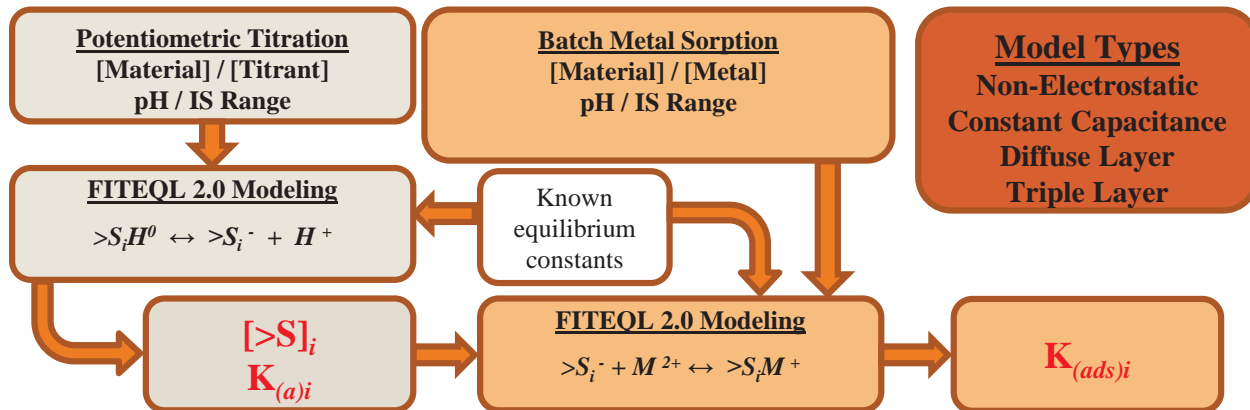 Potentiometric Titration
[Material] / [Titrant]
pH / IS Range
Batch Metal Sorption
[Material] / [Metal]
pH / IS Range
Model Types
Non-Electrostatic
Constant Capacitance
Diffuse Layer
Triple Layer
FITEQL 2.0 Modeling
>SᵢH⁰ ↔ >Sᵢ⁻ + H⁺
Known
equilibrium
constants
[>S]ᵢ
K₍ₐ₎ᵢ
FITEQL 2.0 Modeling
>Sᵢ⁻ + M²⁺ ↔ >SᵢM⁺
K(ads)i